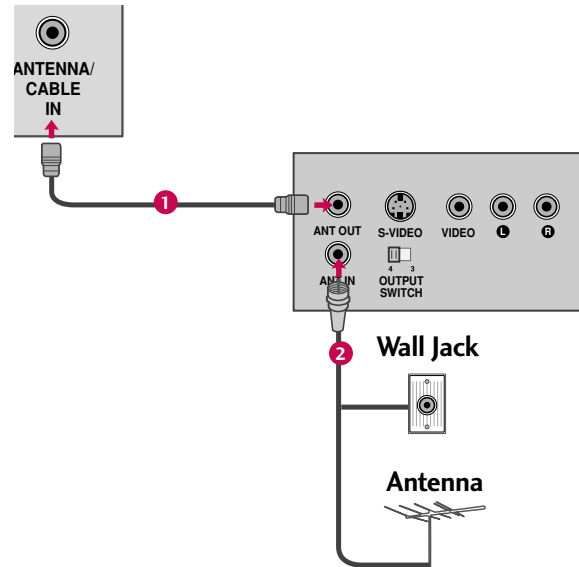 ANTENNA/
CABLE
IN
1
ANT OUT
S-VIDEO
VIDEO
L
R
ANT IN
4 3
OUTPUT
SWITCH
2
Wall Jack
Antenna